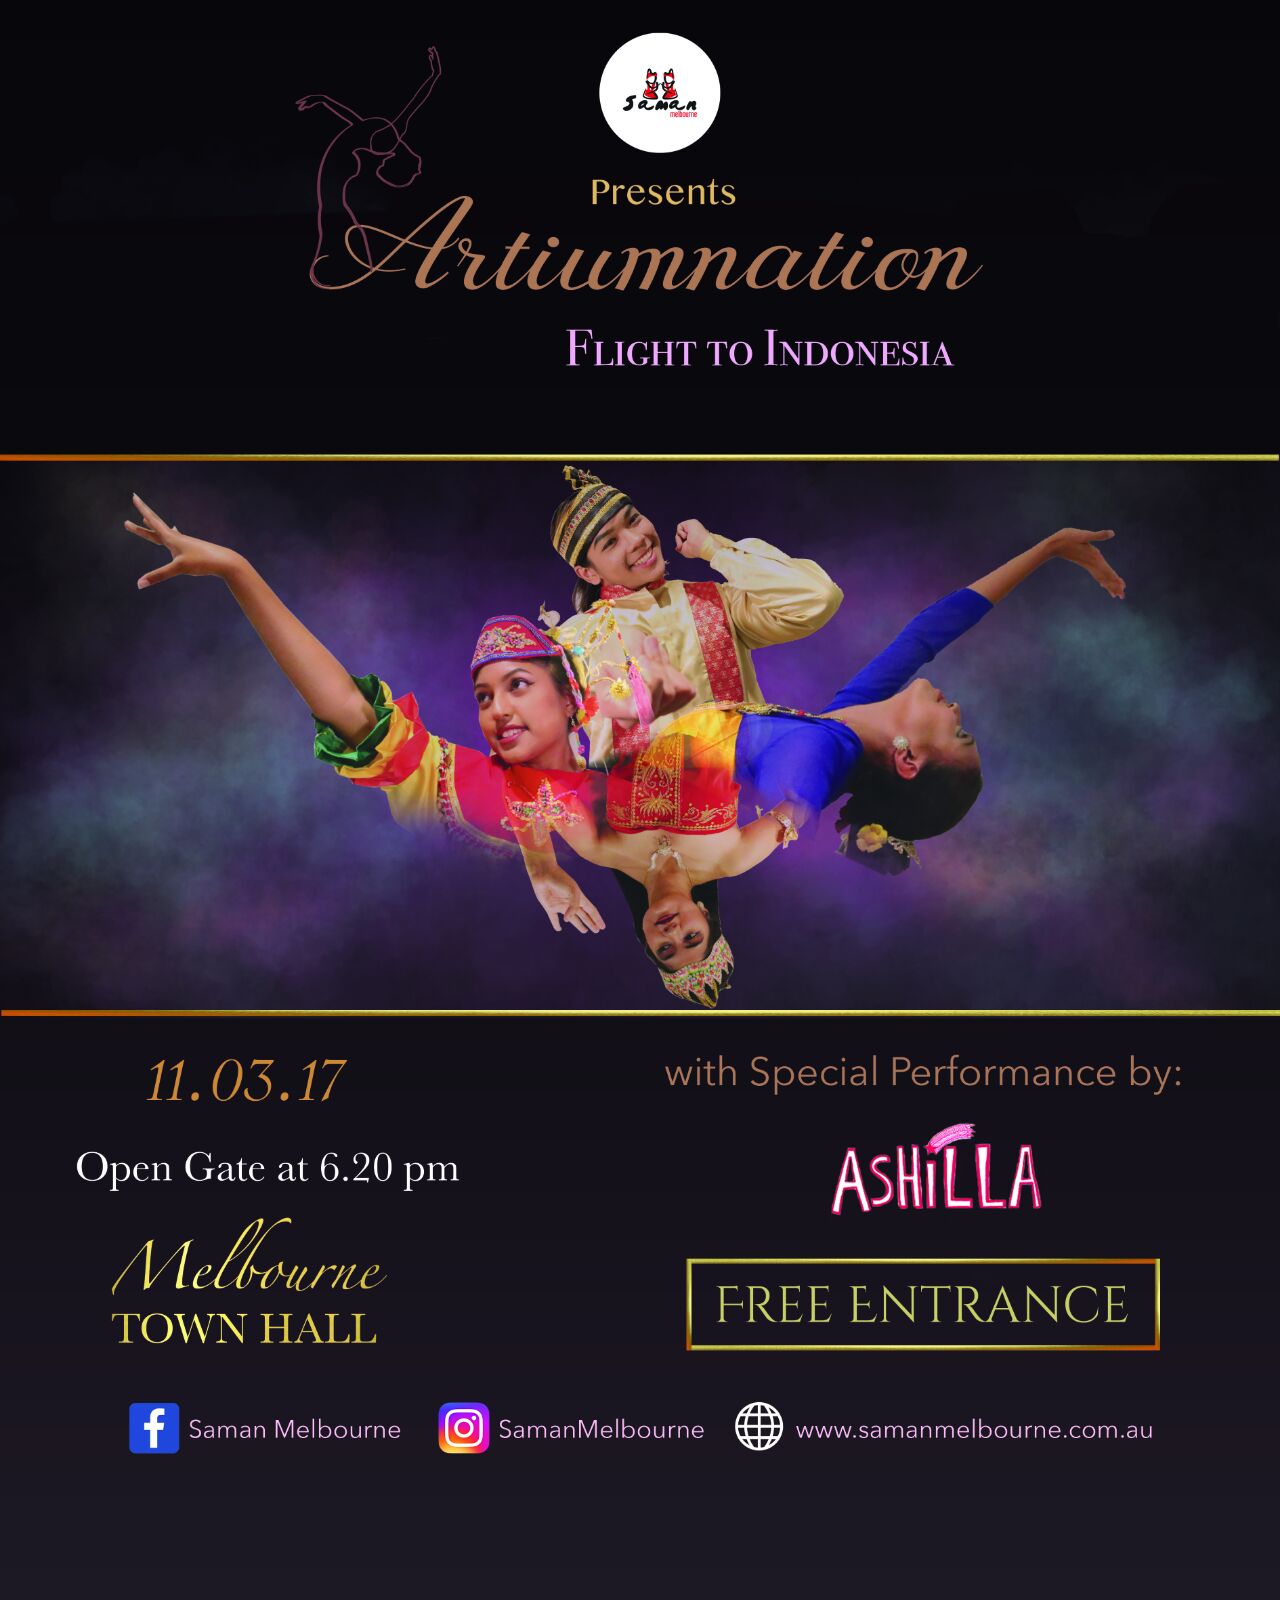 saman
melbourne
Presents
Artiumnation
Flight to Indonesia
11.03.17
with Special Performance by:
Open Gate at 6.20 pm
ASHiLLA
Melbourne
TOWN HALL
Free Entrance
Saman Melbourne
SamanMelbourne
www.samanmelbourne.com.au